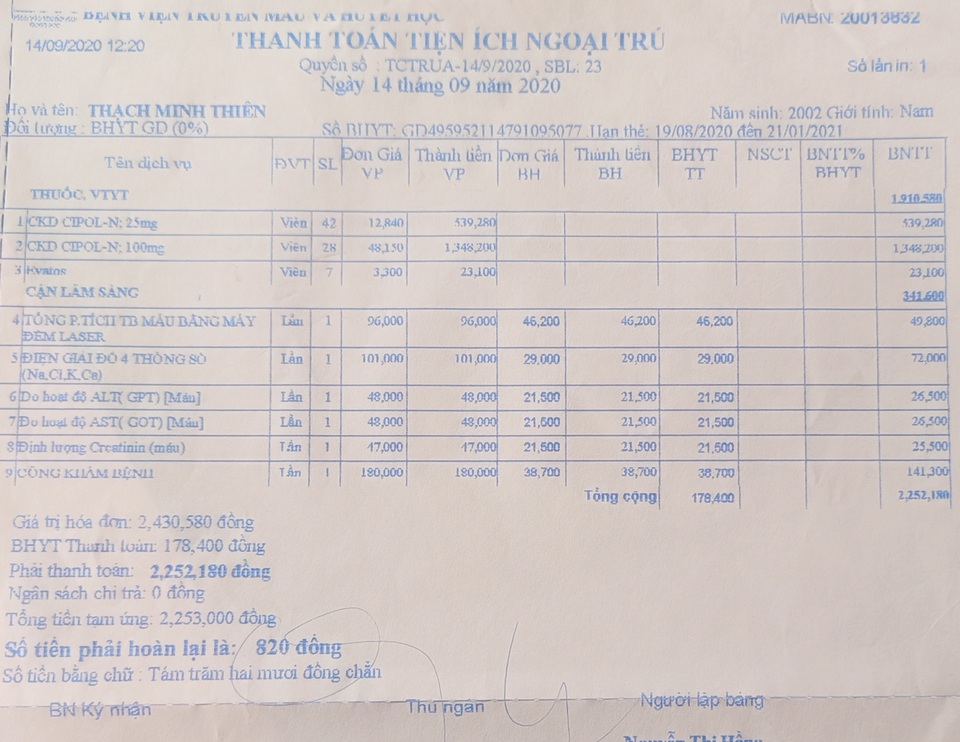 BỆNH VIỆN TRUYỀN MÁU VÀ HUYẾT HỌC MABN: 20013832
14/09/2020 12:20 THANH TOÁN TIỆN ÍCH NGOẠI TRÚ
Quyển số : TCTRUA-14/9/2020 , SBL: 23 Số lần in: 1
Ngày 14 tháng 09 năm 2020
Họ và tên: THẠCH MINH THIÊN Năm sinh: 2002 Giới tính: Nam
Đối tượng : BHYT GD (0%) Số BHYT: GD495952114791095077 Hạn thẻ: 19/08/2020 đến 21/01/2021
Tên dịch vụ ĐVT SL Đơn Giá VP Thành tiền VP Đơn Giá BH Thành tiền BH BHYT TT NSCT BNTT% BHYT BNTT
THUỐC, VTYT 1,910,580
1 CKD CIPOL-N; 25mg Viên 42 12,840 539,280 539,280
2 CKD CIPOL-N; 100mg Viên 28 48,150 1,348,200 1,348,200
3 Viên 7 3,300 23,100 23,100
CẬN LÂM SÀNG 341,600
4 TỔNG P.TÍCH TB MÁU BẰNG MÁY Lần 1 96,000 96,000 46,200 46,200 46,200 49,800
ĐẾM LASER
5 ĐIỆN GIẢI ĐỒ 4 THÔNG SỐ Lần 1 101,000 101,000 29,000 29,000 29,000 72,000
(Na,Cl,K,Ca)
6 Đo hoạt độ ALT( GPT) [Máu] Lần 1 48,000 48,000 21,500 21,500 21,500 26,500
7 Đo hoạt độ AST( GOT) [Máu] Lần 1 48,000 48,000 21,500 21,500 21,500 26,500
8 Định lượng Creatinin (máu) Lần 1 47,000 47,000 21,500 21,500 21,500 25,500
9 CÔNG KHÁM BỆNH Lần 1 180,000 180,000 38,700 38,700 38,700 141,300
Tổng cộng 178,400 2,252,180
Giá trị hóa đơn: 2,430,580 đồng
BHYT Thanh toán: 178,400 đồng
Phải thanh toán: 2,252,180 đồng
Ngân sách chi trả: 0 đồng
Tổng tiền tạm ứng: 2,253,000 đồng
Số tiền phải hoàn lại là: 820 đồng
Số tiền bằng chữ : Tám trăm hai mươi đồng chẵn
BN Ký nhận Thu ngân Người lập bảng
Nguyễn Thị Hồng